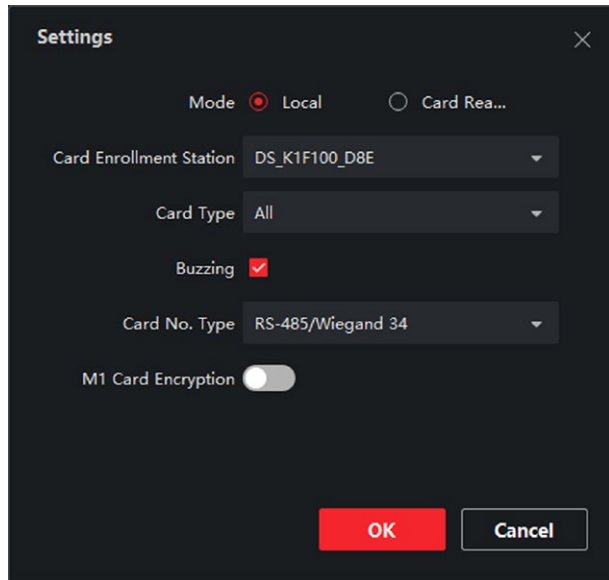 Settings
Mode Local Card Rea...
Card Enrollment Station DS_K1F100_D8E
Card Type All
Buzzing
Card No. Type RS-485/Wiegand 34
M1 Card Encryption
OK Cancel